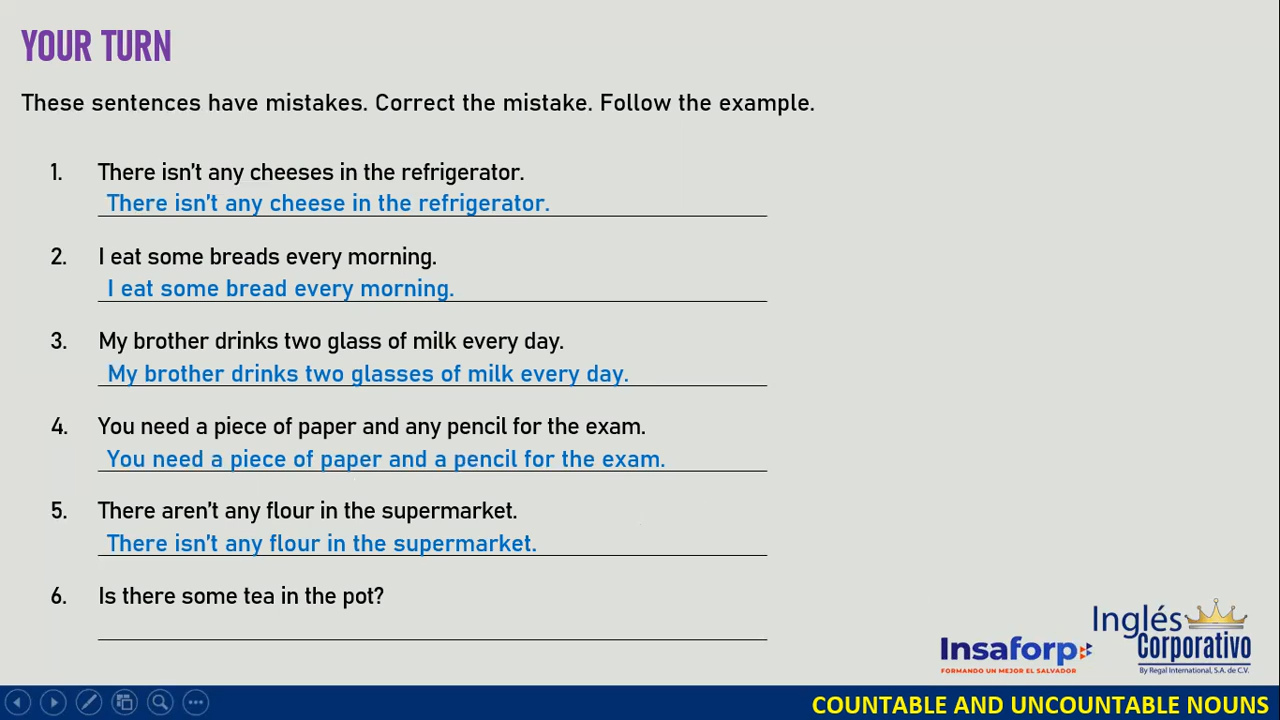 YOUR TURN
These sentences have mistakes. Correct the mistake. Follow the example.
1. There isn't any cheeses in the refrigerator.
There isn't any cheese in the refrigerator.
2. I eat some breads every morning.
I eat some bread every morning.
3. My brother drinks two glass of milk every day.
My brother drinks two glasses of milk every day.
4. You need a piece of paper and any pencil for the exam.
You need a piece of paper and a pencil for the exam.
5. There aren't any flour in the supermarket.
There isn't any flour in the supermarket.
6. Is there some tea in the pot?
Insaforp
FORMANDO UN MEJOR EL SALVADOR
Inglés
Corporativo
By Regal International, S.A. de C.V.
COUNTABLE AND UNCOUNTABLE NOUNS